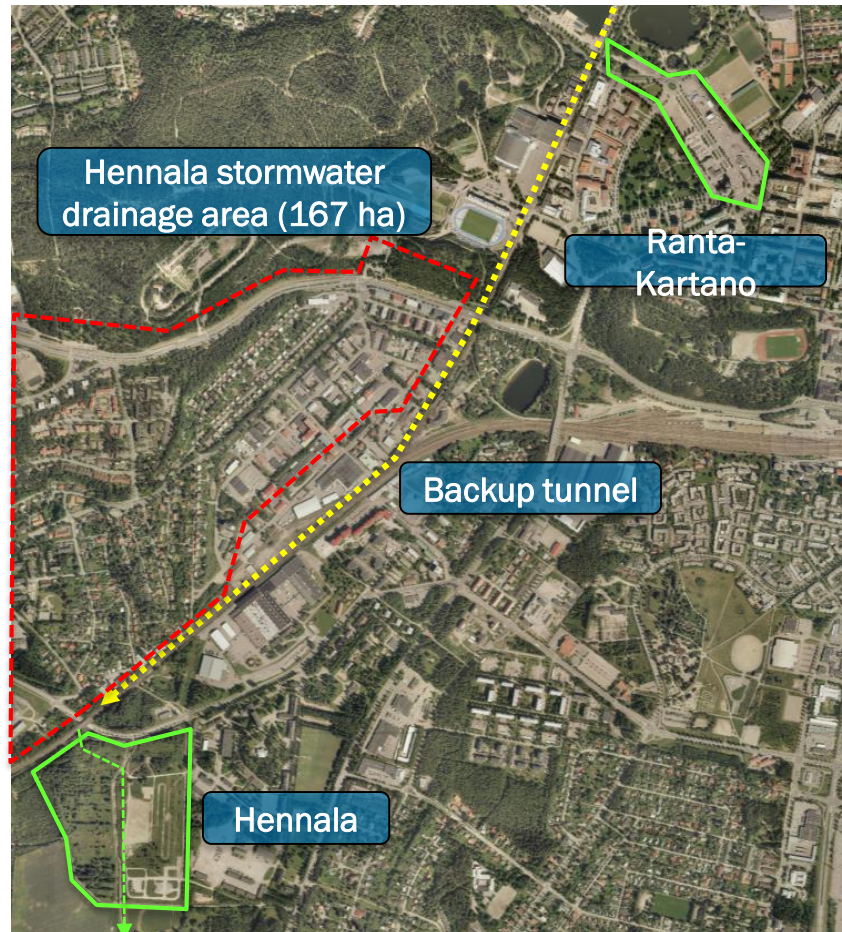 Hennala stormwater
drainage area (167 ha)
Ranta-
Kartano
Backup tunnel
Hennala